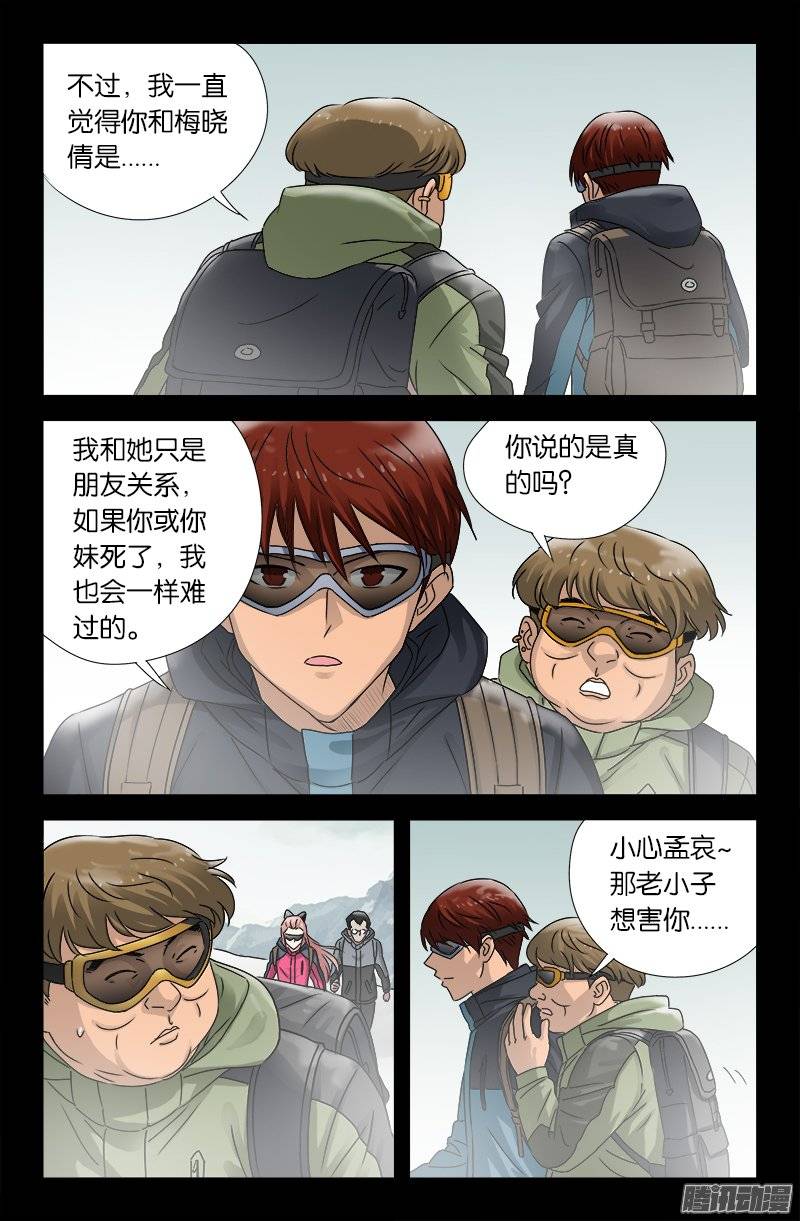 不过，我一直
觉得你和梅晓
倩是……
我和她只是
朋友关系，
如果你或你
妹死了，我
也会一样难
过的。
你说的是真
的吗？
小心孟哀~
那老小子
想害你……
腾讯动漫